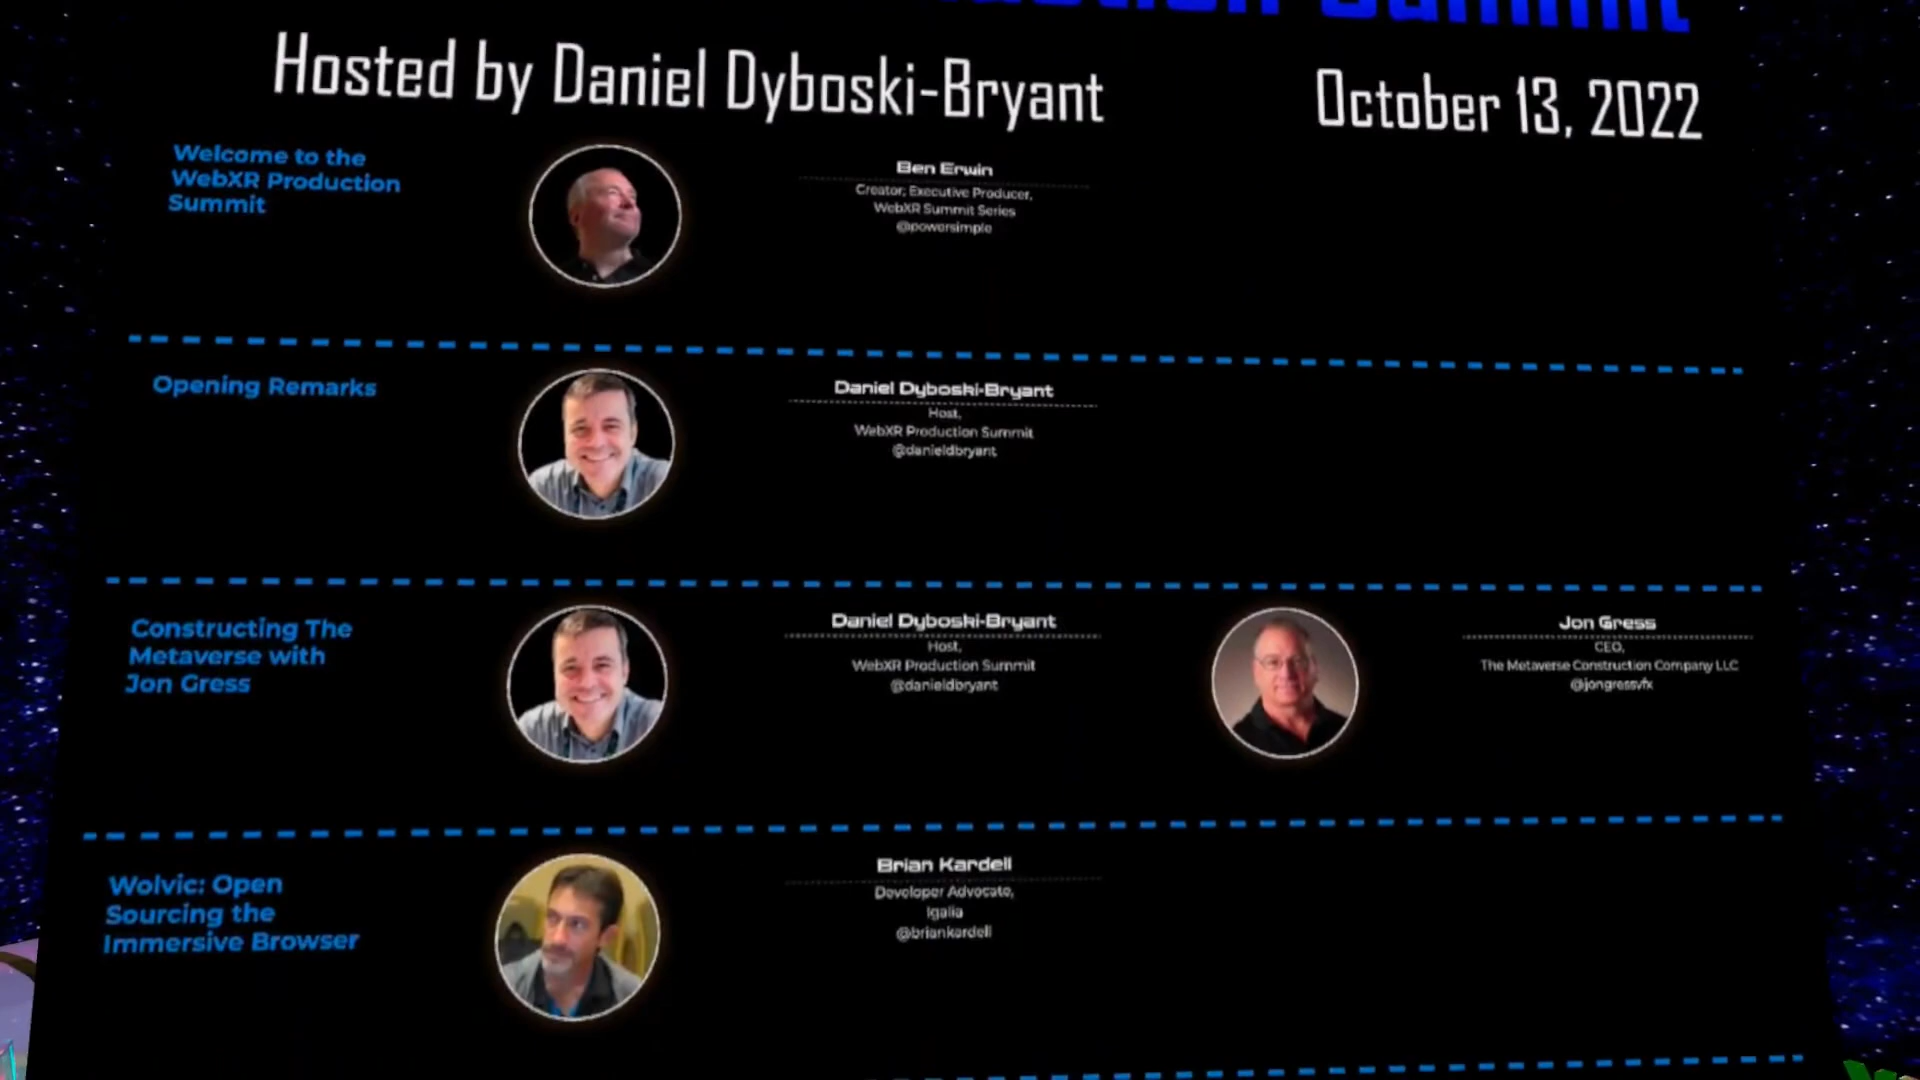 Summit
Hosted by Daniel Dyboski-Bryant
October 13, 2022
Welcome to the
WebXR Production
Summit
Ben Erwin
Creator, Executive Producer,
WebXR Summit Series
@powersimple
Opening Remarks
Daniel Dyboski-Bryant
Host,
WebXR Production Summit
@danieldbryant
Constructing The
Metaverse with
Jon Gress
Daniel Dyboski-Bryant
Host,
WebXR Production Summit
@danieldbryant
Jon Gress
CEO,
The Metaverse Construction Company LLC
@jongressvfx
Wolvic: Open
Sourcing the
Immersive Browser
Brian Kardell
Developer Advocate,
Igalia
@briankardell